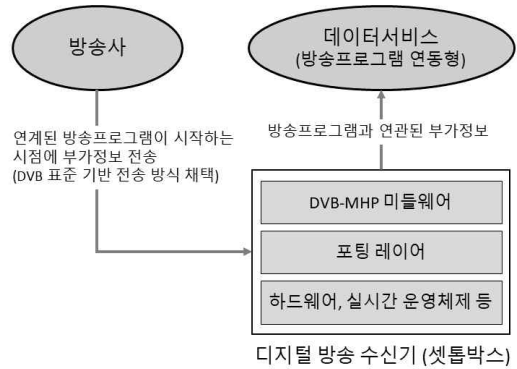 방송사
데이터서비스
(방송프로그램 연동형)
연계된 방송프로그램이 시작하는
시점에 부가정보 전송
(DVB 표준 기반 전송 방식 채택)
방송프로그램과 연관된 부가정보
DVB-MHP 미들웨어
포팅 레이어
하드웨어, 실시간 운영체제 등
디지털 방송 수신기 (셋톱박스)